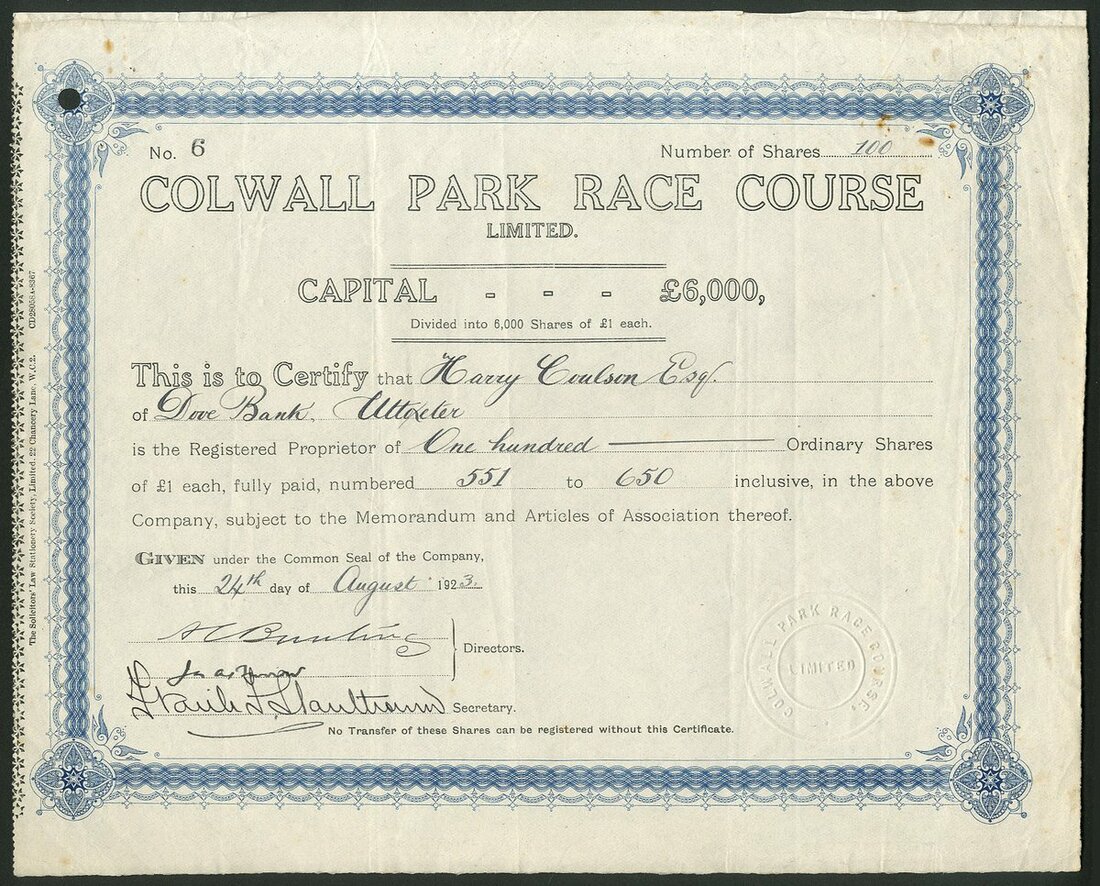 No. 6
Number of Shares 100
COLWALL PARK RACE COURSE
LIMITED.
CAPITAL - - - £6,000,
Divided into 6,000 Shares of £1 each.
This is to Certify that Harry Coulson Esqr.
of Dove Bank. Uttoxeter
is the Registered Proprietor of One hundred Ordinary Shares
of £1 each, fully paid, numbered 551 to 650 inclusive, in the above
Company, subject to the Memorandum and Articles of Association thereof.
GIVEN under the Common Seal of the Company,
this 24th day of August 1923.
Bunting
Directors.
Secretary.
No Transfer of these Shares can be registered without this Certificate.
COLWALL PARK RACE COURSE,
LIMITED
The Solicitors' Law Stationery Society, Limited, 22 Chancery Lane, W.C.2. CD28058A-8367